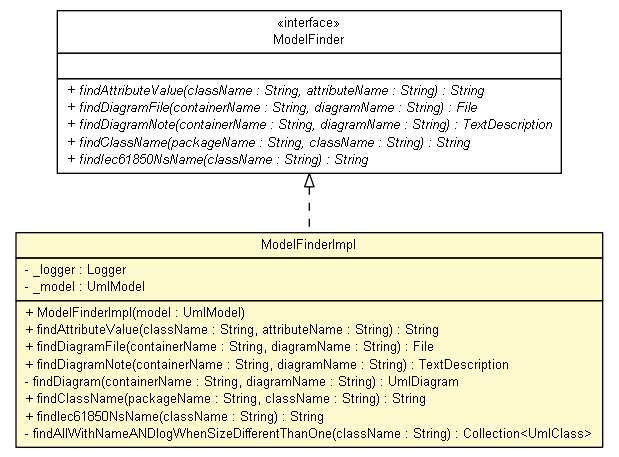 «interface»
ModelFinder
+ findAttributeValue(className : String, attributeName : String) : String
+ findDiagramFile(containerName : String, diagramName : String) : File
+ findDiagramNote(containerName : String, diagramName : String) : TextDescription
+ findClassName(packageName : String, className : String) : String
+ findIec61850NsName(className : String) : String
ModelFinderImpl
- _logger : Logger
- _model : UmlModel
+ ModelFinderImpl(model : UmlModel)
+ findAttributeValue(className : String, attributeName : String) : String
+ findDiagramFile(containerName : String, diagramName : String) : File
+ findDiagramNote(containerName : String, diagramName : String) : TextDescription
- findDiagram(containerName : String, diagramName : String) : UmlDiagram
+ findClassName(packageName : String, className : String) : String
+ findIec61850NsName(className : String) : String
- findAllWithNameANDlogWhenSizeDifferentThanOne(className : String) : Collection<UmlClass>